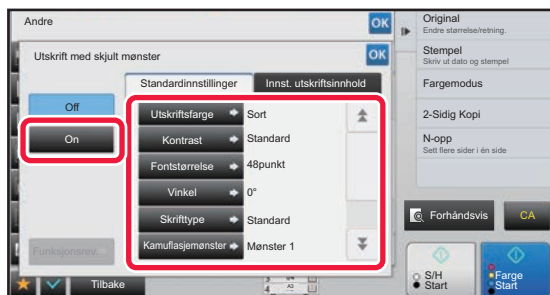 Andre
OK
Utskrift med skjult mønster
OK
Standardinnstillinger
Innst. utskriftsinnhold
Off
On
Utskriftsfarge
Sort
Kontrast
Standard
Fontstørrelse
48punkt
Vinkel
0°
Skrifttype
Standard
Kamuflasjemønster
Mønster 1
Funksjonsrev.
Tilbake
Original
Endre størrelse/retning.
Stempel
Skriv ut dato og stempel
Fargemodus
2-Sidig Kopi
N-opp
Sett flere sider i én side
Forhåndsvis
CA
S/H
Start
Farge
Start